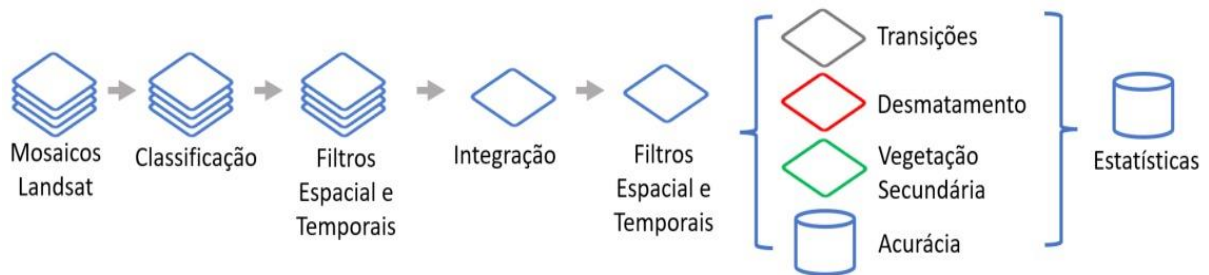 Mosaicos
Landsat
Classificação
Filtros
Espacial e
Temporais
Integração
Filtros
Espacial e
Temporais
Transições
Desmatamento
Vegetação
Secundária
Acurácia
Estatísticas